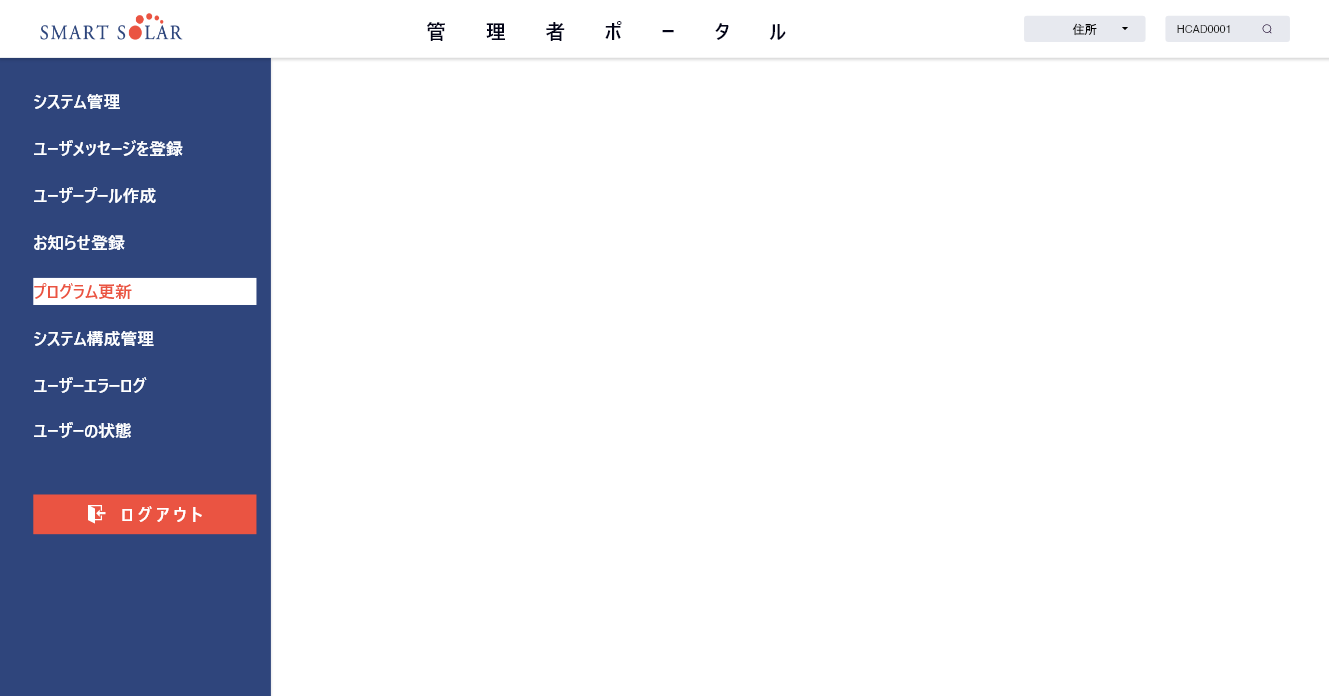 SMART SOLAR
管理者ポータル
住所
HCAD0001
システム管理
ユーザメッセージを登録
ユーザープール作成
お知らせ登録
プログラム更新
システム構成管理
ユーザーエラーログ
ユーザーの状態
ログアウト